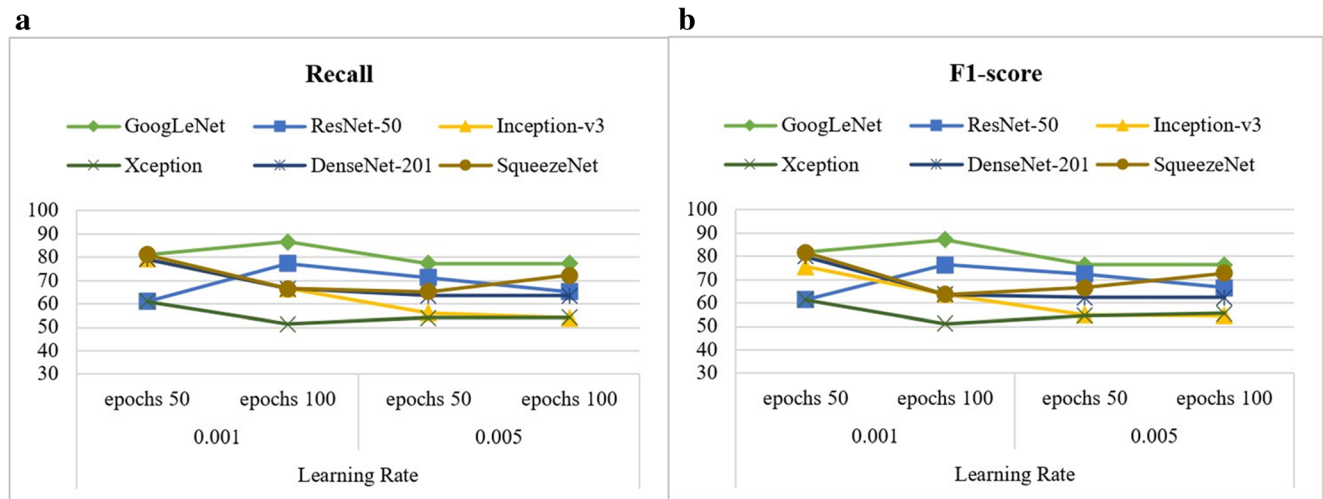 a
Recall
GoogLeNet ResNet-50 Inception-v3
Xception DenseNet-201 SqueezeNet
100
90
80
70
60
50
40
30
epochs 50 epochs 100 epochs 50 epochs 100
0.001 0.005
Learning Rate
b
F1-score
GoogLeNet ResNet-50 Inception-v3
Xception DenseNet-201 SqueezeNet
100
90
80
70
60
50
40
30
epochs 50 epochs 100 epochs 50 epochs 100
0.001 0.005
Learning Rate